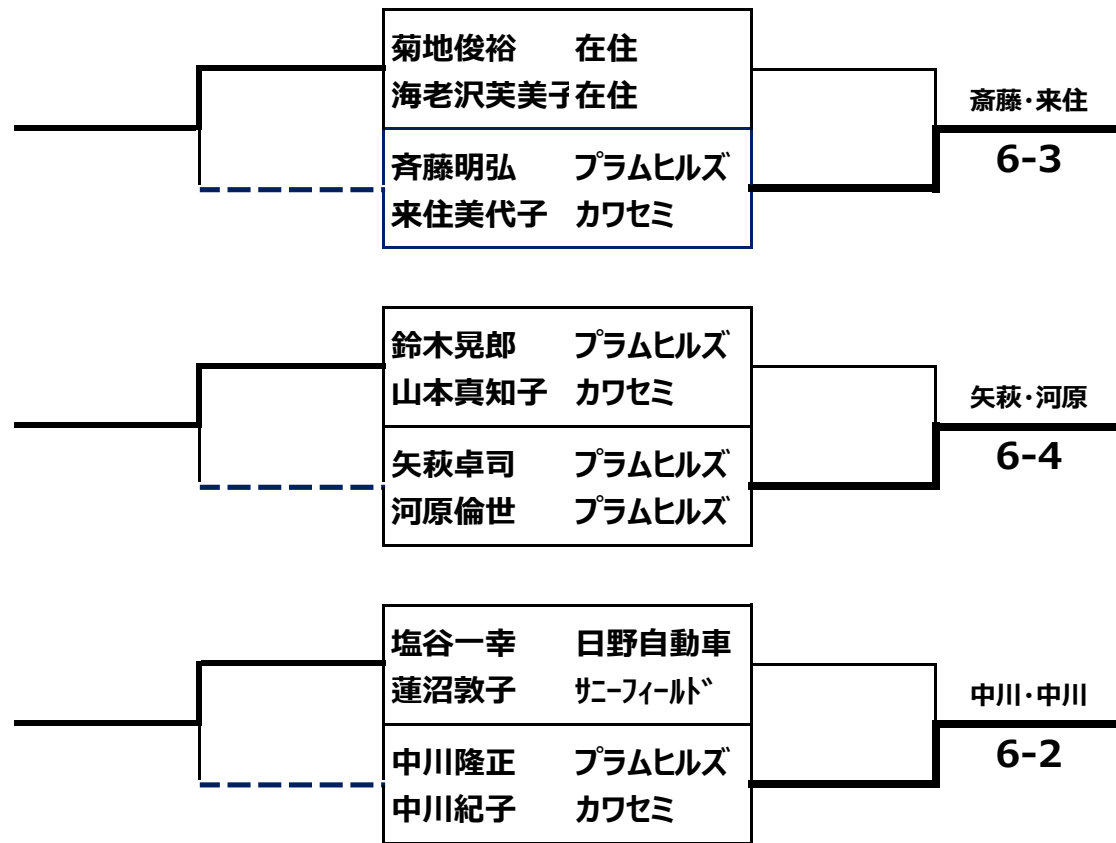 菊地俊裕 在住
海老沢芙美子 在住
斎藤・来住
6-3
斉藤明弘 プラムヒルズ
来住美代子 カワセミ
鈴木晃郎 プラムヒルズ
山本真知子 カワセミ
矢萩・河原
6-4
矢萩卓司 プラムヒルズ
河原倫世 プラムヒルズ
塩谷一幸 日野自動車
蓮沼敦子 ｻﾆｰﾌｨｰﾙﾄﾞ
中川・中川
6-2
中川隆正 プラムヒルズ
中川紀子 カワセミ